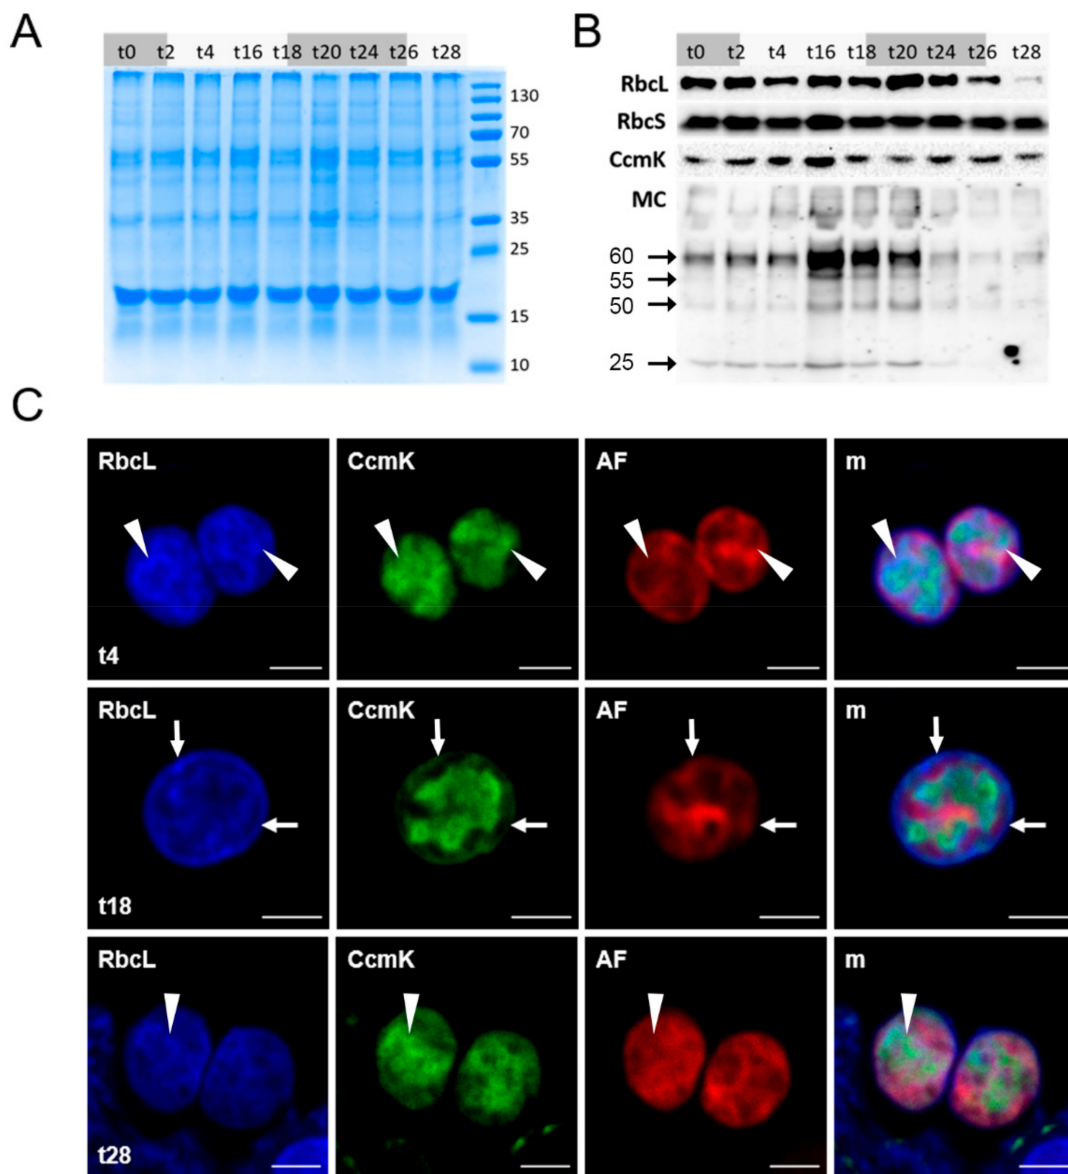 A
t0 t2 t4 t16 t18 t20 t24 t26 t28
130
70
55
35
25
15
10
B
t0 t2 t4 t16 t18 t20 t24 t26 t28
RbcL
RbcS
CcmK
MC
60
55
50
25
C
RbcL CcmK AF m
t4
RbcL CcmK AF m
t18
RbcL CcmK AF m
t28